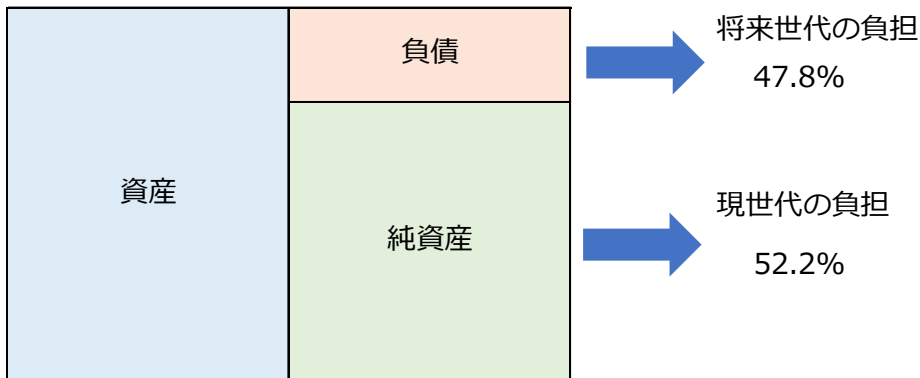 負債
将来世代の負担
47.8%
資産
純資産
現世代の負担
52.2%